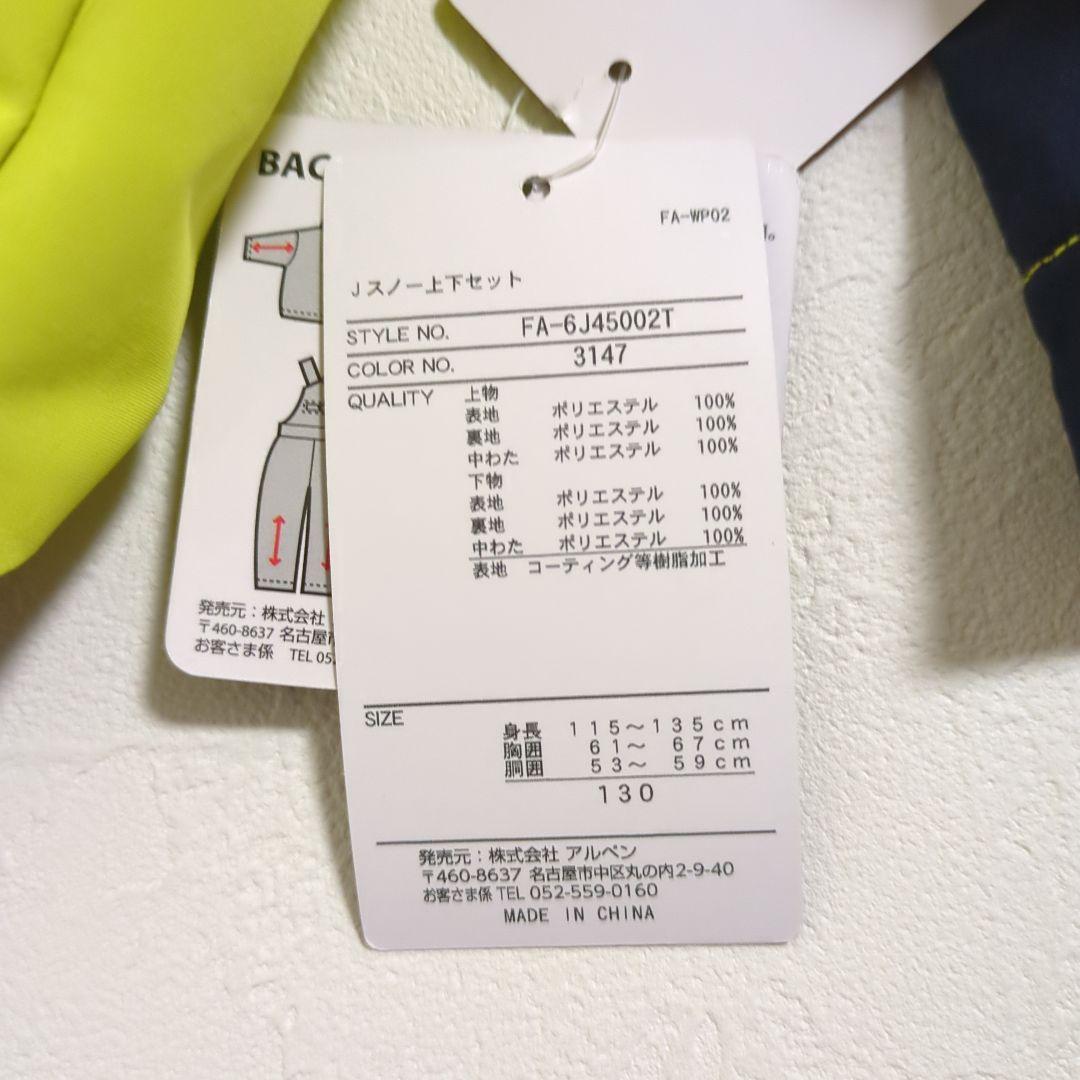 BAC
FA-WP02
Jスノー上下セット
STYLE NO. FA-6J45002T
COLOR NO. 3147
QUALITY 上物
表地 ポリエステル 100%
裏地 ポリエステル 100%
中わた ポリエステル 100%
下物
表地 ポリエステル 100%
裏地 ポリエステル 100%
中わた ポリエステル 100%
表地 コーティング等樹脂加工
発売元：株式会社
〒460-8637 名古屋市
お客さま係 TEL 05
SIZE
身長 115～135cm
胸囲 61～ 67cm
胴囲 53～ 59cm
130
発売元：株式会社 アルペン
〒460-8637 名古屋市中区丸の内2-9-40
お客さま係 TEL 052-559-0160
MADE IN CHINA